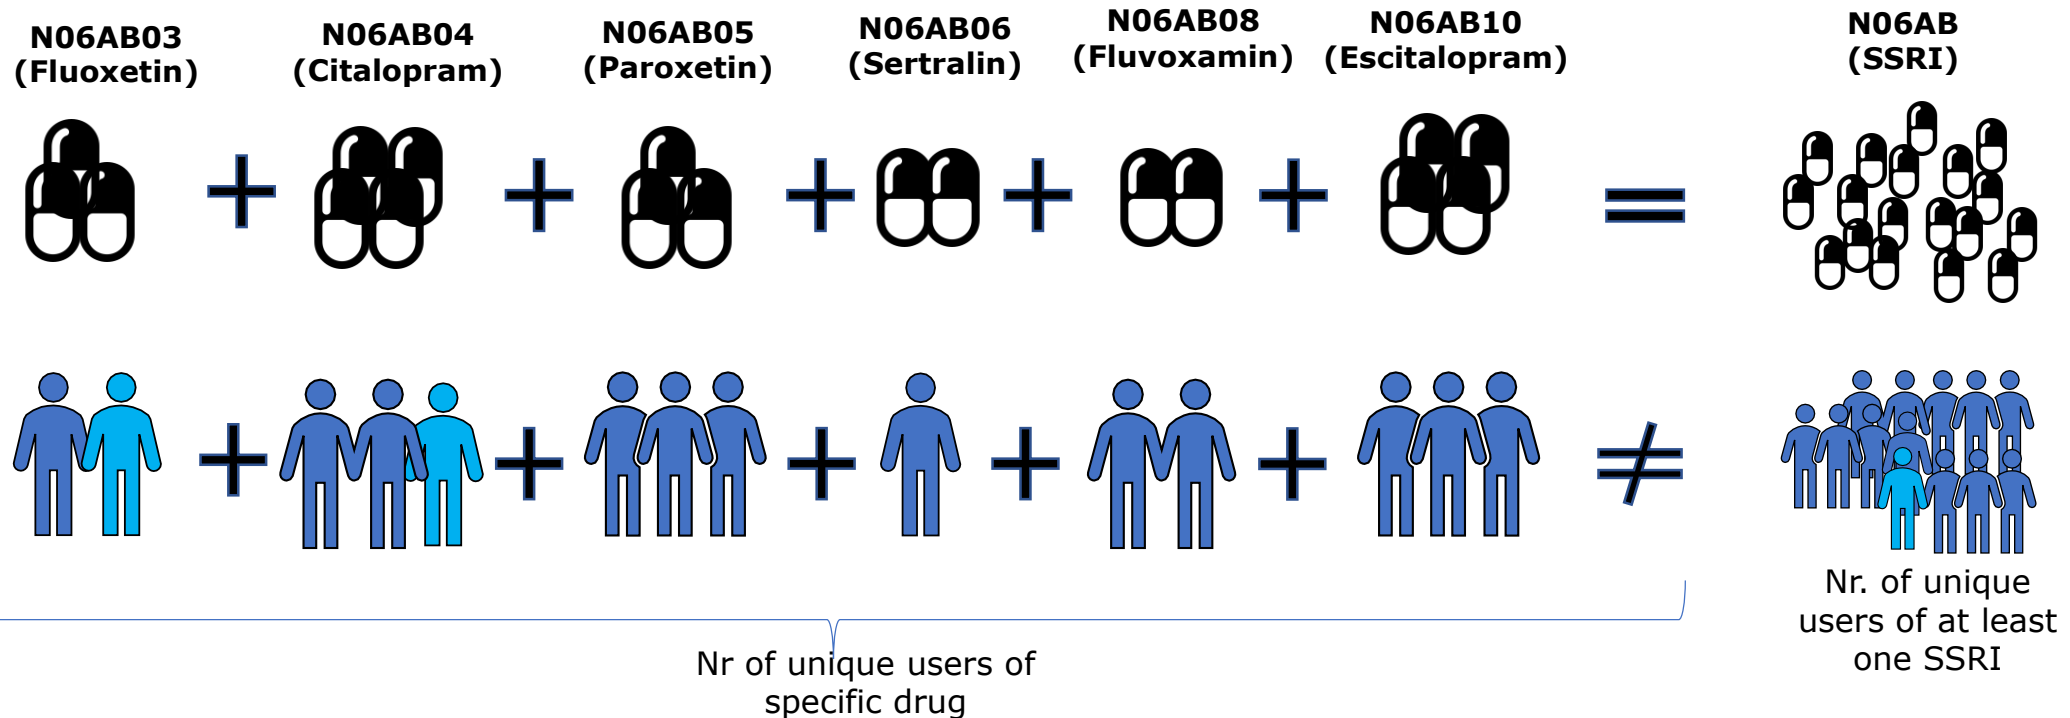 N06AB03
(Fluoxetin)
N06AB04
(Citalopram)
N06AB05
(Paroxetin)
N06AB06
(Sertralin)
N06AB08
(Fluvoxamin)
N06AB10
(Escitalopram)
N06AB
(SSRI)
+ + + + + =
+ + + + + ≠
Nr. of unique
users of at least
one SSRI
Nr of unique users of
specific drug